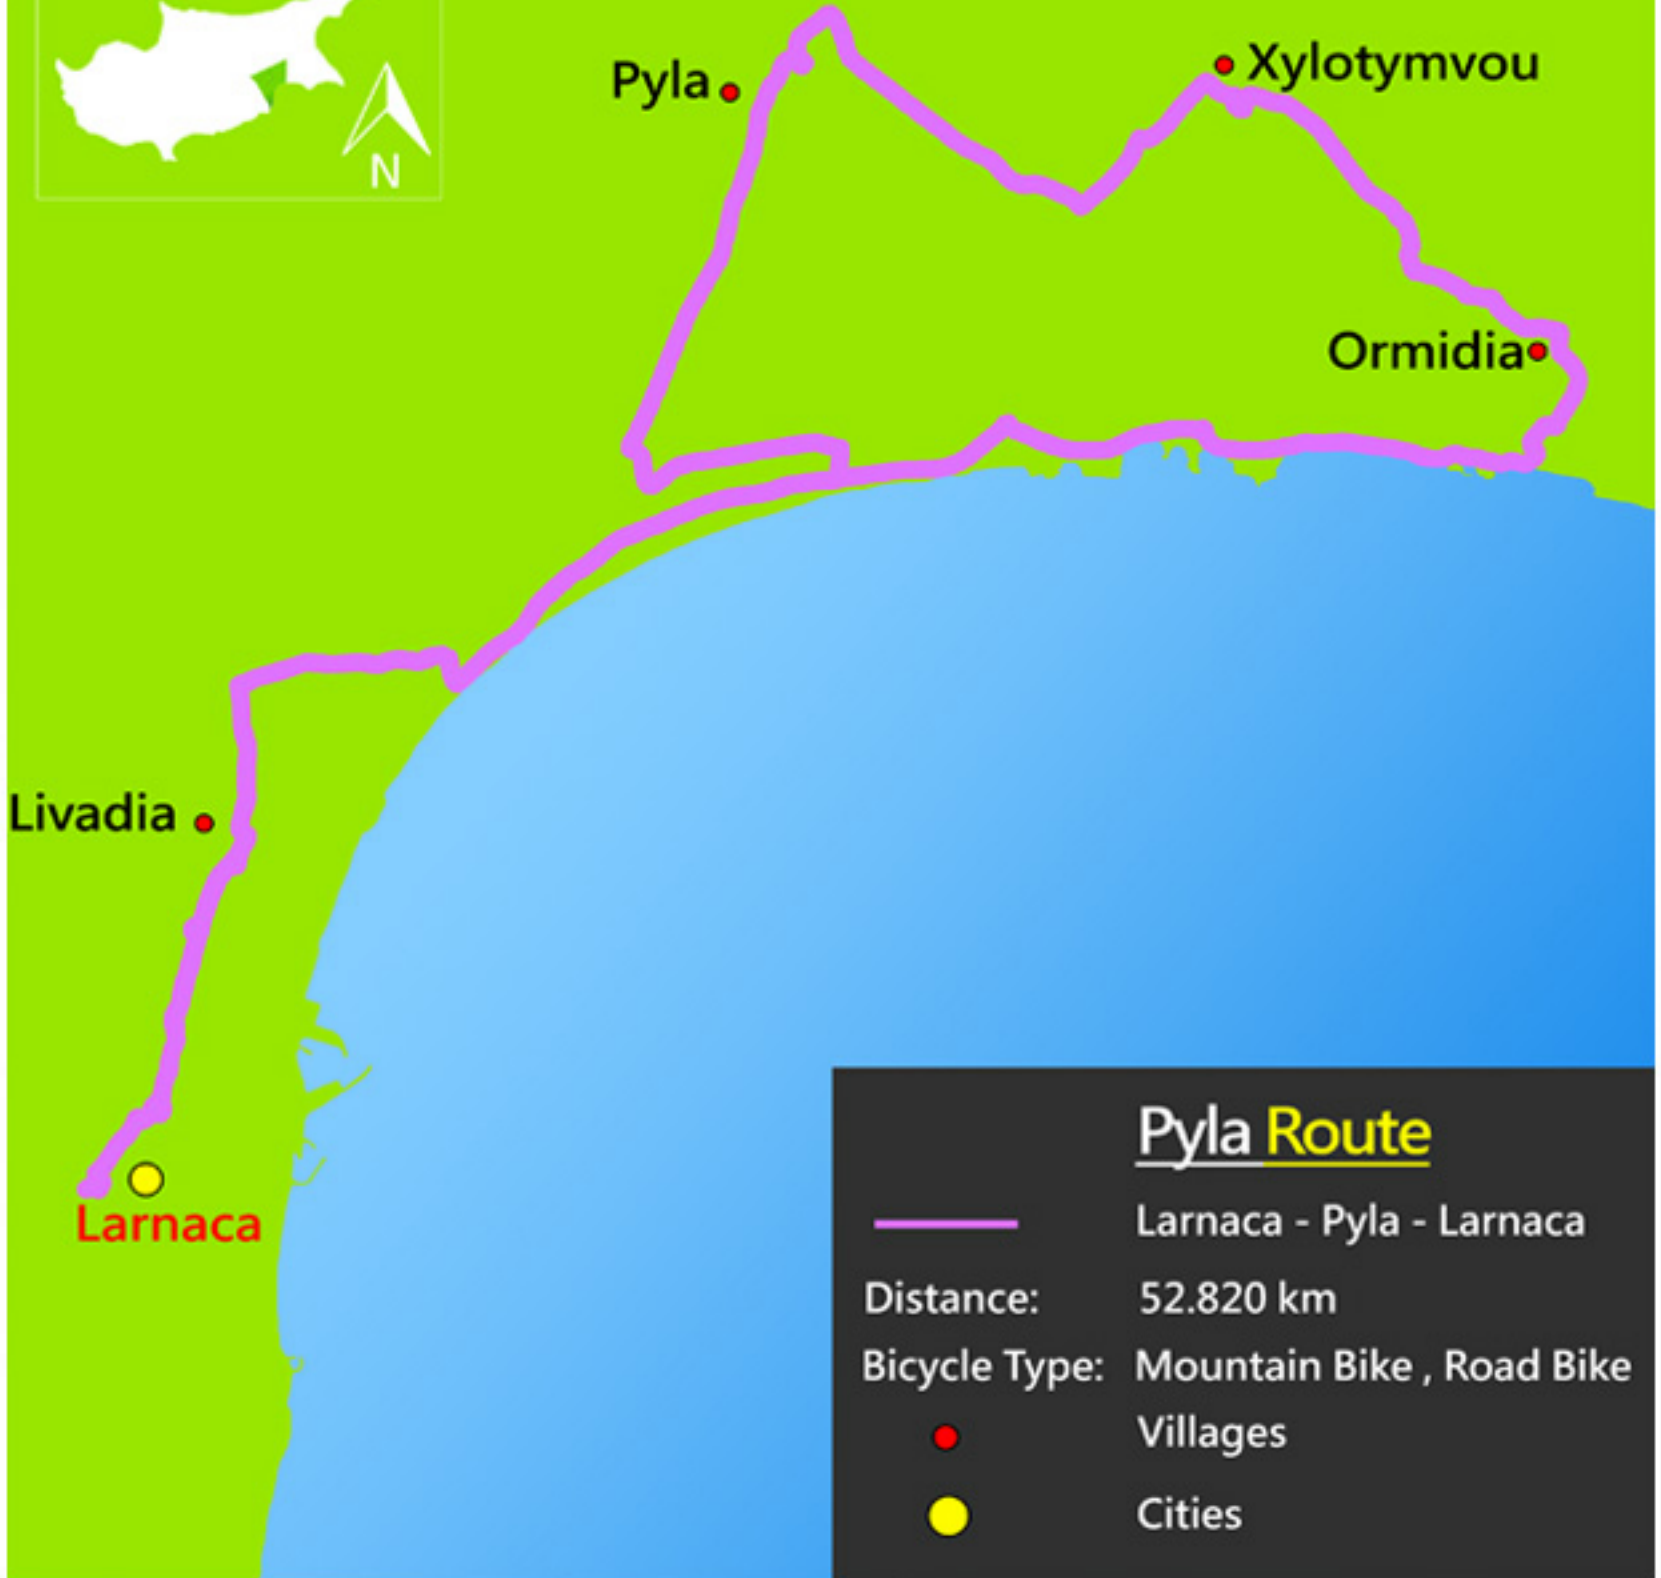 Xylotymvou
Pyla
N
Ormidia
Livadia
Larnaca
Pyla Route
Larnaca - Pyla - Larnaca
Distance: 52.820 km
Bicycle Type: Mountain Bike , Road Bike
Villages
Cities